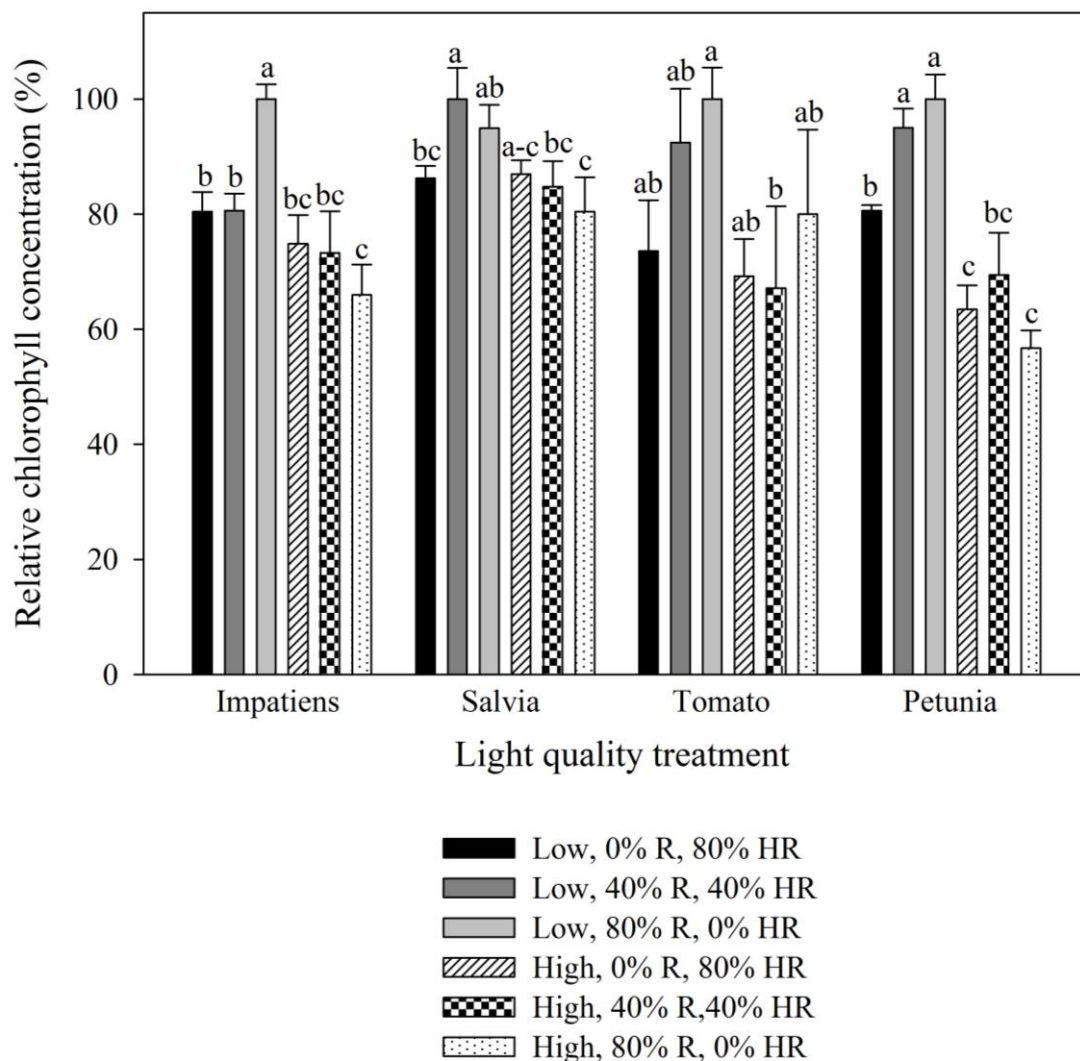 Relative chlorophyll concentration (%)
100
80
60
40
20
0
a
b
b
bc
bc
c
a
ab
bc
a-c
bc
c
a
ab
ab
ab
ab
b
a
a
b
bc
c
c
Impatiens
Salvia
Tomato
Petunia
Light quality treatment
Low, 0% R, 80% HR
Low, 40% R, 40% HR
Low, 80% R, 0% HR
High, 0% R, 80% HR
High, 40% R,40% HR
High, 80% R, 0% HR